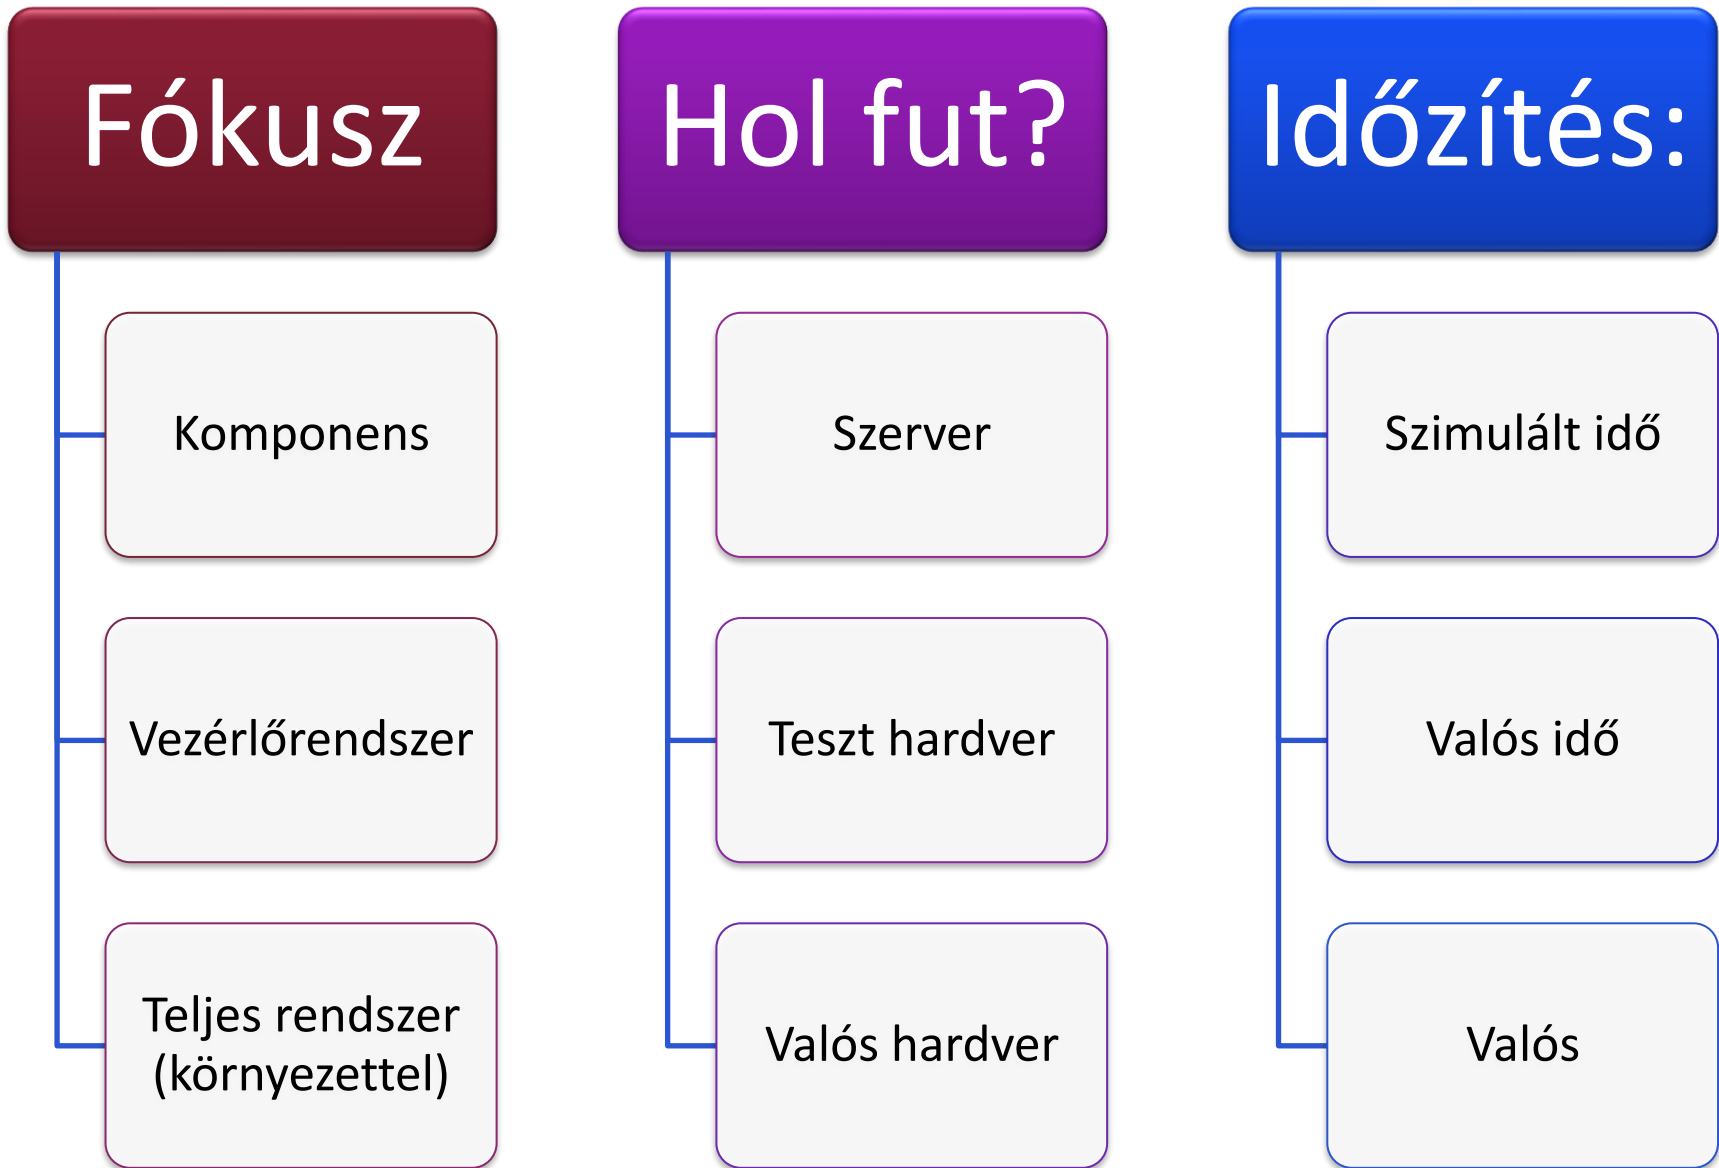 Fókusz
Komponens
Vezérlőrendszer
Teljes rendszer
(környezettel)
Hol fut?
Szerver
Teszt hardver
Valós hardver
Időzítés:
Szimulált idő
Valós idő
Valós